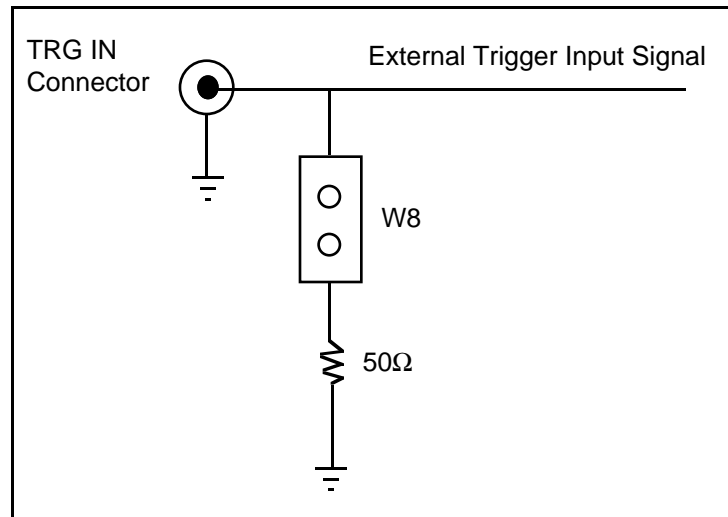 TRG IN
Connector
External Trigger Input Signal
W8
50Ω